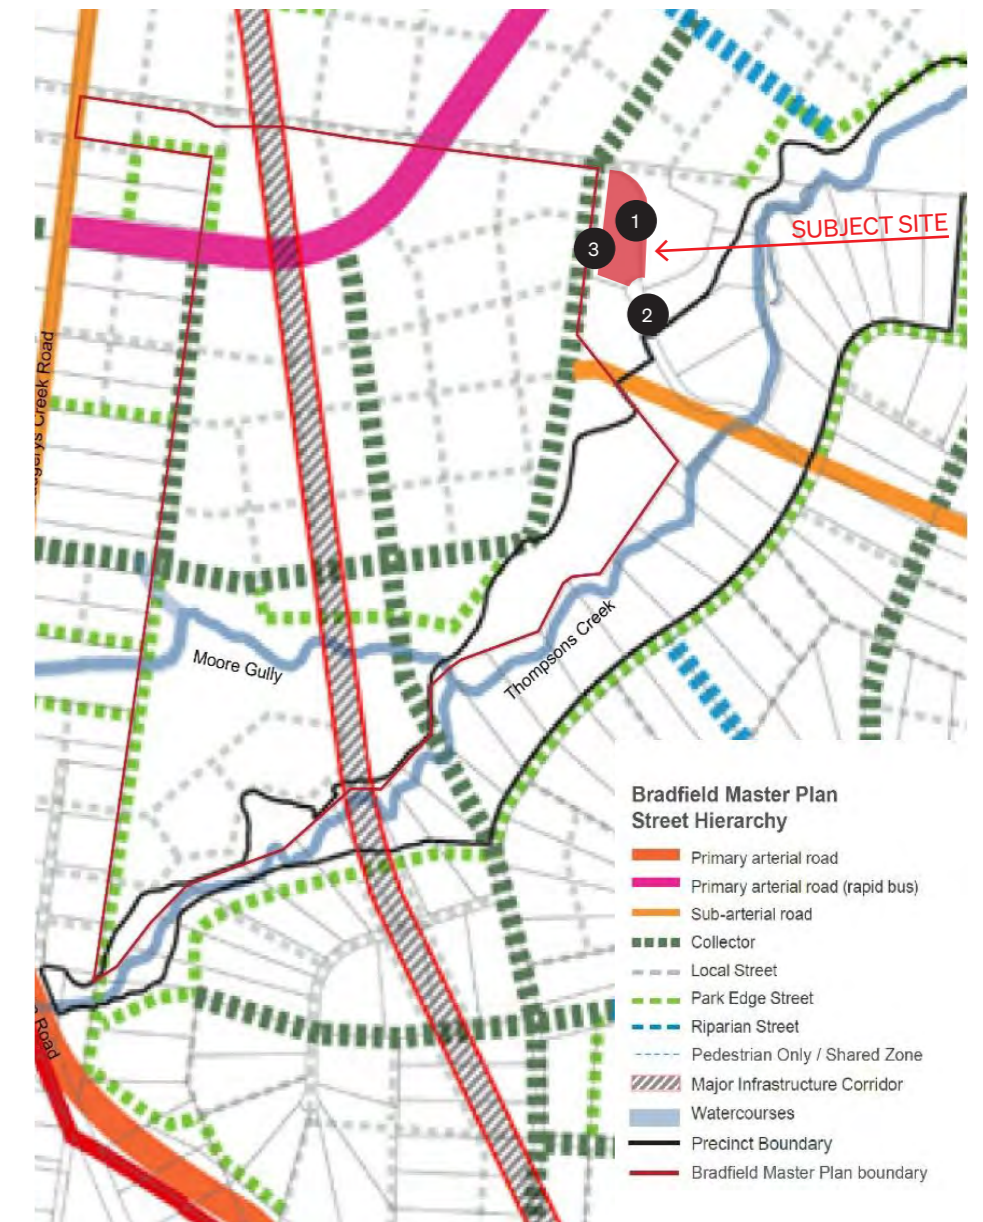 SUBJECT SITE
1
3
2
Creek Road
Moore Gully
Thompsons Creek
Road
Bradfield Master Plan
Street Hierarchy
Primary arterial road
Primary arterial road (rapid bus)
Sub-arterial road
Collector
Local Street
Park Edge Street
Riparian Street
Pedestrian Only / Shared Zone
Major Infrastructure Corridor
Watercourses
Precinct Boundary
Bradfield Master Plan boundary